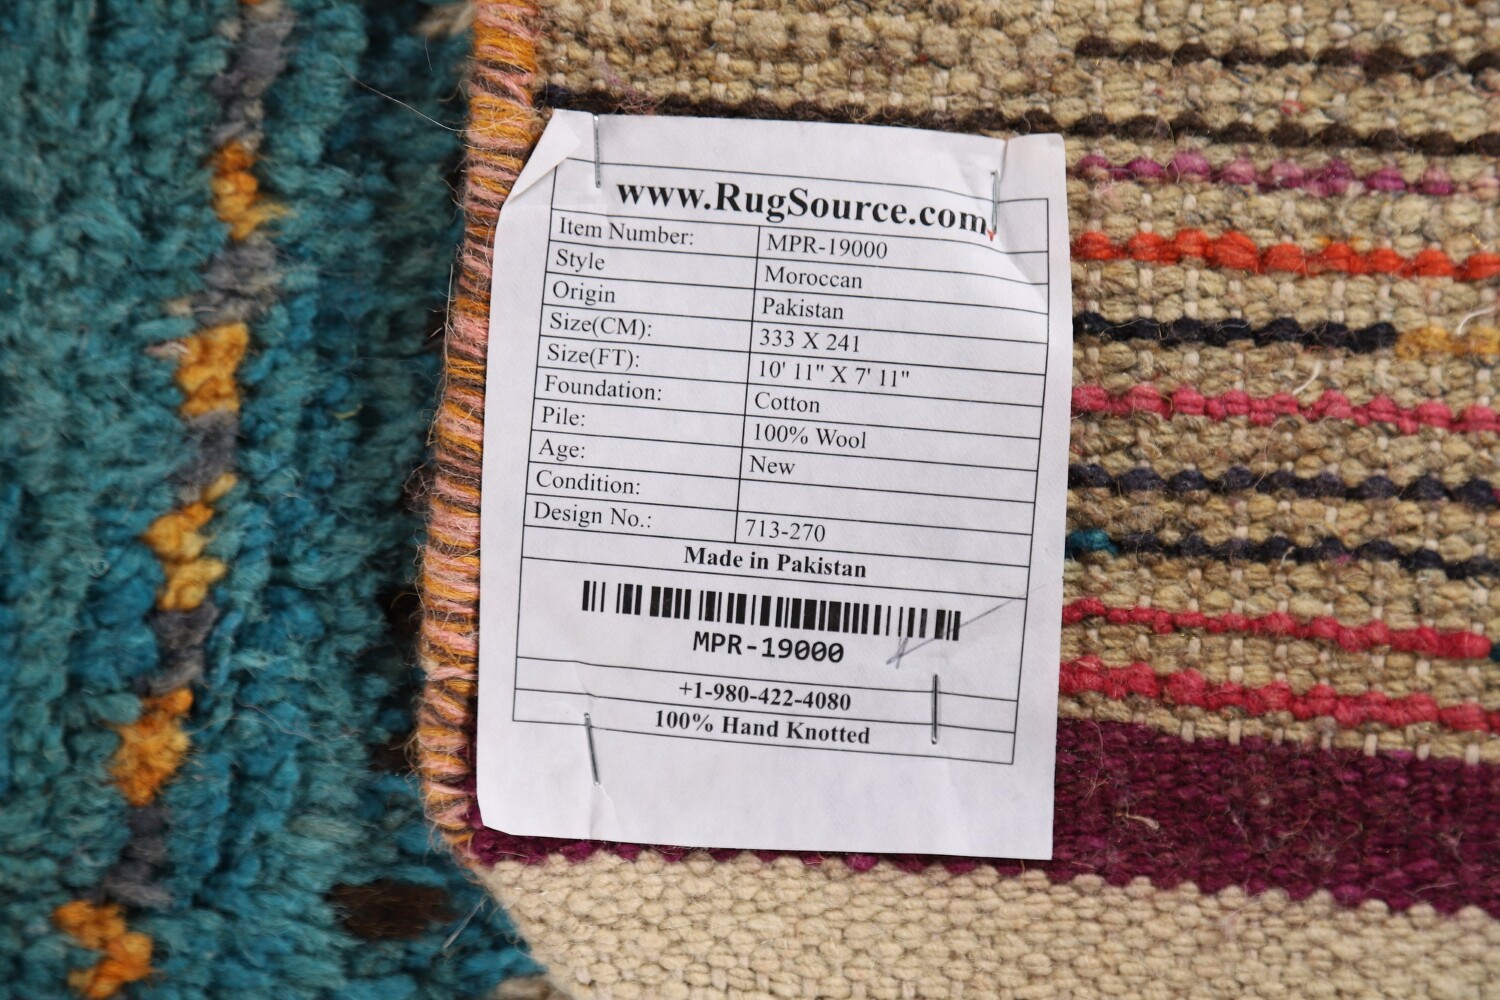 www.RugSource.com
Item Number: MPR-19000
Style Moroccan
Origin Pakistan
Size(CM): 333 X 241
Size(FT): 10' 11" X 7' 11"
Foundation: Cotton
Pile: 100% Wool
Age: New
Condition:
Design No.: 713-270
Made in Pakistan
MPR-19000
+1-980-422-4080
100% Hand Knotted